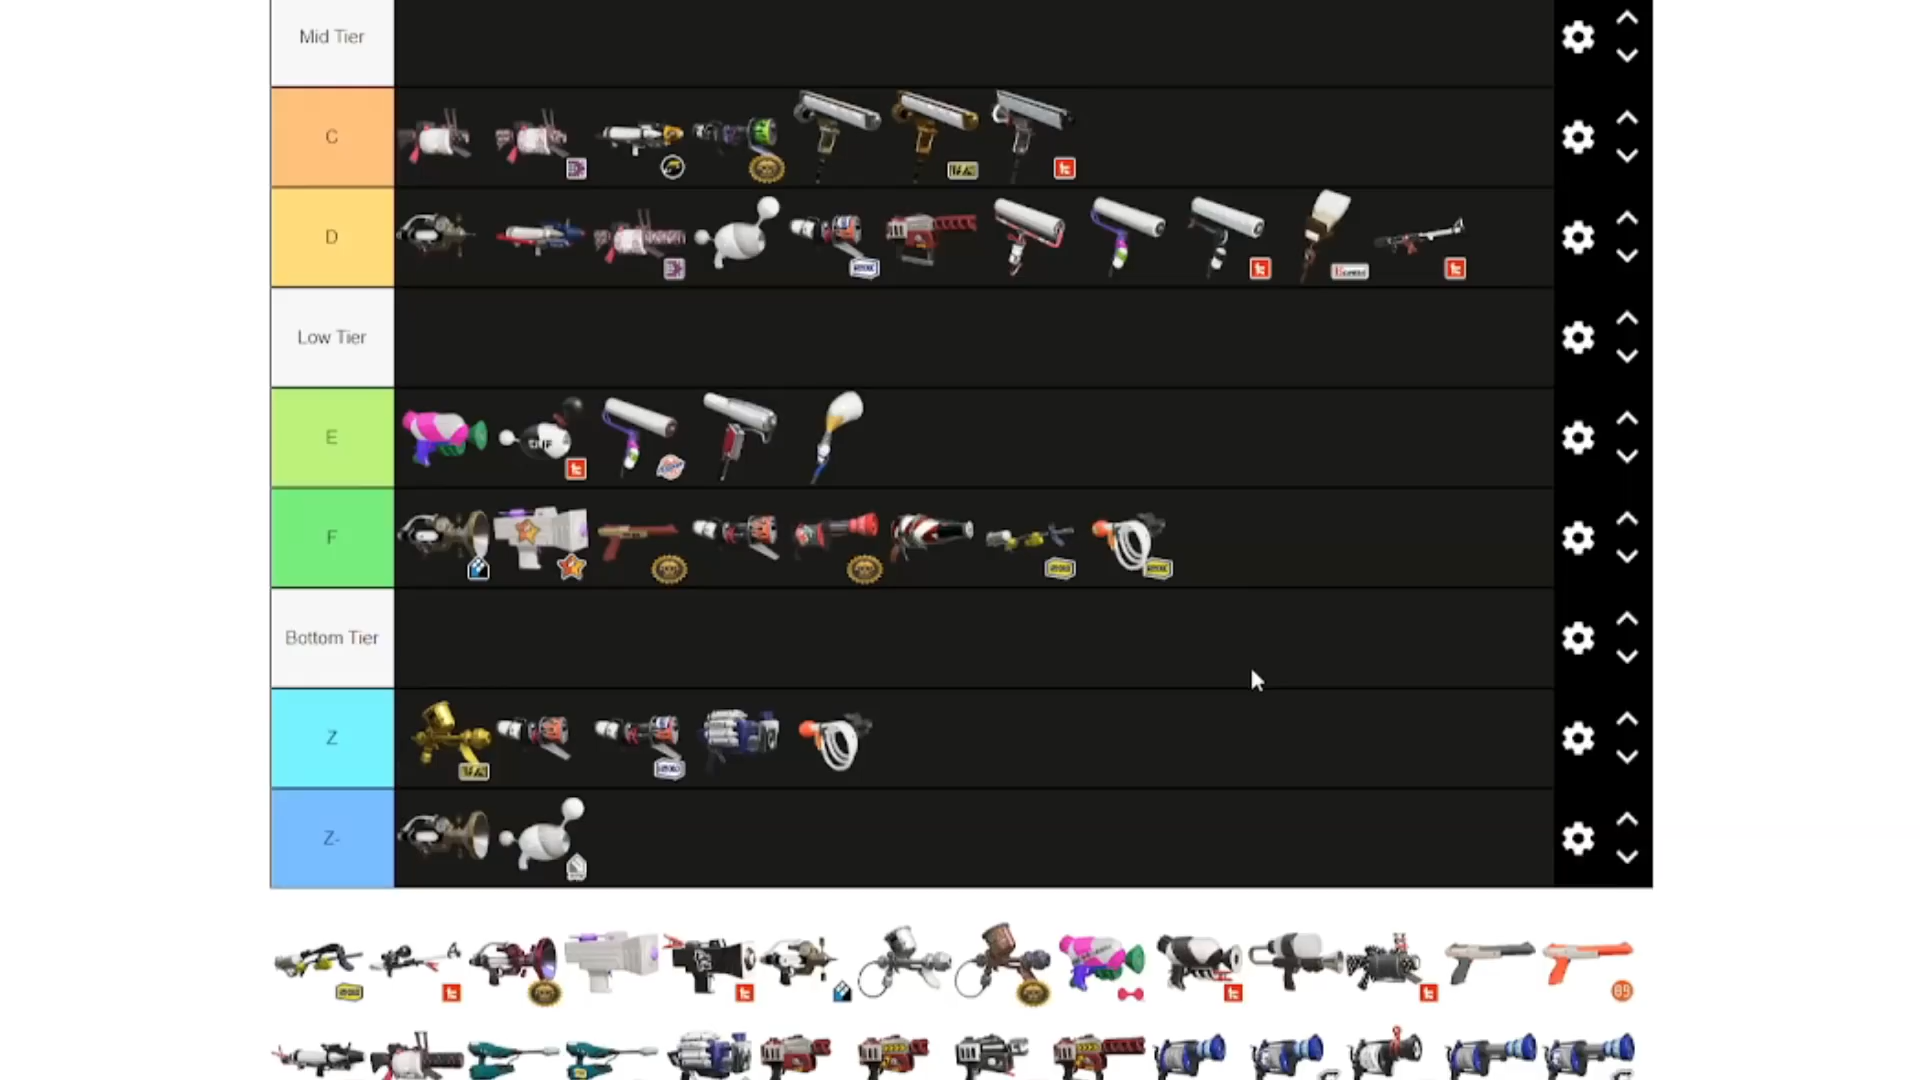 Mid Tier
C
D
Low Tier
E
F
Bottom Tier
Z
Z-